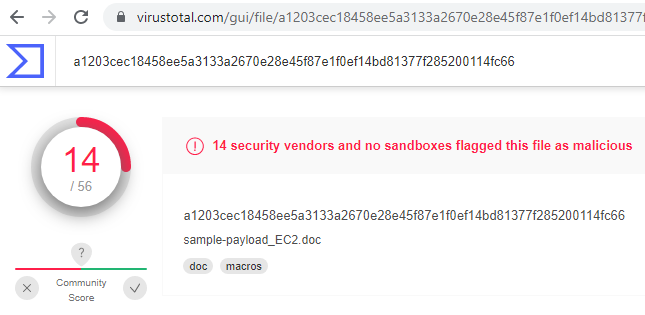 virustotal.com/gui/file/a1203cec18458ee5a3133a2670e28e45f87e1f0ef14bd81377f
a1203cec18458ee5a3133a2670e28e45f87e1f0ef14bd81377f285200114fc66
14
/ 56
14 security vendors and no sandboxes flagged this file as malicious
a1203cec18458ee5a3133a2670e28e45f87e1f0ef14bd81377f285200114fc66
sample-payload_EC2.doc
doc macros
?
Community
Score